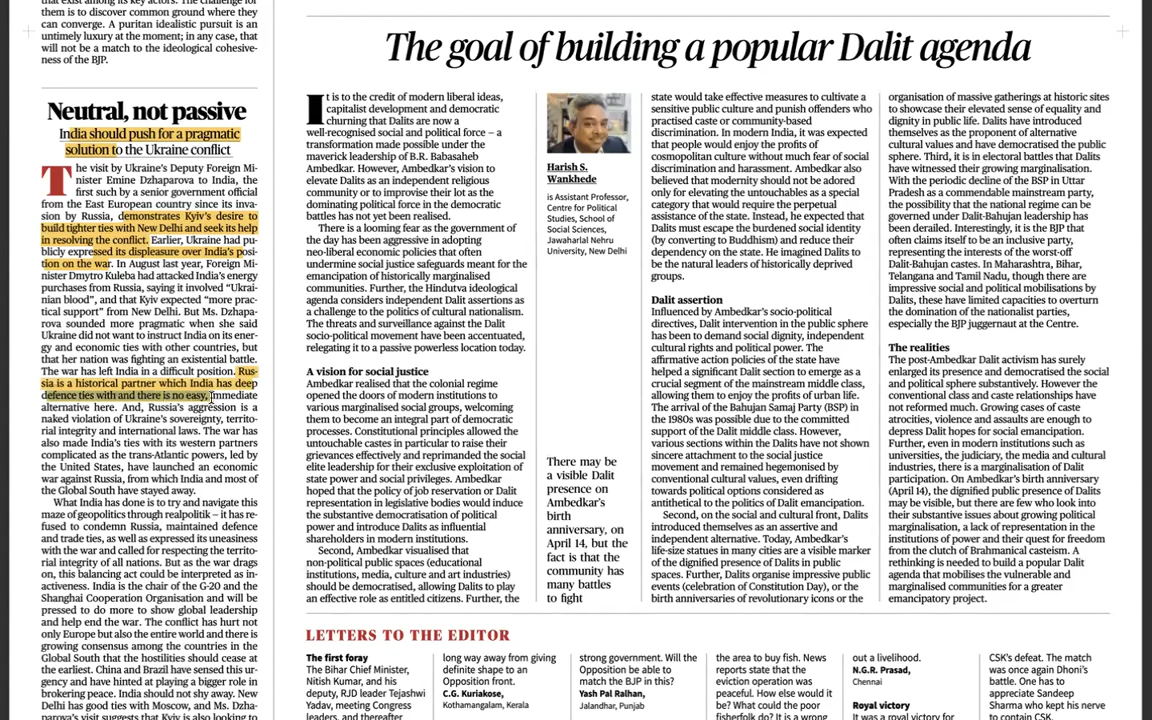 that exist among its key actors. The challenge for
them is to discover common ground where they
can converge. A puritan idealistic pursuit is an
untimely luxury at the moment; in any case, that
will not be a match to the ideological cohesive-
ness of the BJP.
Neutral, not passive
India should push for a pragmatic
solution to the Ukraine conflict
The visit by Ukraine's Deputy Foreign Mi-
nister Emine Dzhaparova to India, the
first such by a senior government official
from the East European country since its inva-
sion by Russia, demonstrates Kyiv's desire to
build tighter ties with New Delhi and seek its help
in resolving the conflict. Earlier, Ukraine had pu-
blicly expressed its displeasure over India's posi-
tion on the war. In August last year, Foreign Mi-
nister Dmytro Kuleba had attacked India's energy
purchases from Russia, saying it involved "Ukrai-
nian blood", and that Kyiv expected "more prac-
tical support" from New Delhi. But Ms. Dzhapa-
rova sounded more pragmatic when she said
Ukraine did not want to instruct India on its ener-
gy and economic ties with other countries, but
that her nation was fighting an existential battle.
The war has left India in a difficult position. Rus-
sia is a historical partner which India has deep
defence ties with and there is no easy, immediate
alternative here. And, Russia's aggression is a
naked violation of Ukraine's sovereignty, territo-
rial integrity and international laws. The war has
also made India's ties with its western partners
complicated as the trans-Atlantic powers, led by
the United States, have launched an economic
war against Russia, from which India and most of
the Global South have stayed away.
What India has done is to try and navigate this
maze of geopolitics through realpolitik – it has re-
fused to condemn Russia, maintained defence
and trade ties, as well as expressed its uneasiness
with the war and called for respecting the territo-
rial integrity of all nations. But as the war drags
on, this balancing act could be interpreted as in-
activeness. India is the chair of the G-20 and the
Shanghai Cooperation Organisation and will be
pressed to do more to show global leadership
and help end the war. The conflict has hurt not
only Europe but also the entire world and there is
growing consensus among the countries in the
Global South that the hostilities should cease at
the earliest. China and Brazil have sensed this ur-
gency and have hinted at playing a bigger role in
brokering peace. India should not shy away. New
Delhi has good ties with Moscow, and Ms. Dzha-
parova's visit suggests that Kyiv is also looking to
The goal of building a popular Dalit agenda
It is to the credit of modern liberal ideas,
capitalist development and democratic
churning that Dalits are now a
well-recognised social and political force – a
transformation made possible under the
maverick leadership of B.R. Babasaheb
Ambedkar. However, Ambedkar's vision to
elevate Dalits as an independent religious
community or to improvise their lot as the
dominating political force in the democratic
battles has not yet been realised.
There is a looming fear as the government of
the day has been aggressive in adopting
neo-liberal economic policies that often
undermine social justice safeguards meant for the
emancipation of historically marginalised
communities. Further, the Hindutva ideological
agenda considers independent Dalit assertions as
a challenge to the politics of cultural nationalism.
The threats and surveillance against the Dalit
socio-political movement have been accentuated,
relegating it to a passive powerless location today.
A vision for social justice
Ambedkar realised that the colonial regime
opened the doors of modern institutions to
various marginalised social groups, welcoming
them to become an integral part of democratic
processes. Constitutional principles allowed the
untouchable castes in particular to raise their
grievances effectively and reprimanded the social
elite leadership for their exclusive exploitation of
state power and social privileges. Ambedkar
hoped that the policy of job reservation or Dalit
representation in legislative bodies would induce
the substantive democratisation of political
power and introduce Dalits as influential
shareholders in modern institutions.
Second, Ambedkar visualised that
non-political public spaces (educational
institutions, media, culture and art industries)
should be democratised, allowing Dalits to play
an effective role as entitled citizens. Further, the
Harish S.
Wankhede
is Assistant Professor,
Centre for Political
Studies, School of
Social Sciences,
Jawaharlal Nehru
University, New Delhi
There may be
a visible Dalit
presence on
Ambedkar's
birth
anniversary, on
April 14, but the
fact is that the
community has
many battles
to fight
state would take effective measures to cultivate a
sensitive public culture and punish offenders who
practised caste or community-based
discrimination. In modern India, it was expected
that people would enjoy the profits of
cosmopolitan culture without much fear of social
discrimination and harassment. Ambedkar also
believed that modernity should not be adored
only for elevating the untouchables as a special
category that would require the perpetual
assistance of the state. Instead, he expected that
Dalits must escape the burdened social identity
(by converting to Buddhism) and reduce their
dependency on the state. He imagined Dalits to
be the natural leaders of historically deprived
groups.
Dalit assertion
Influenced by Ambedkar's socio-political
directives, Dalit intervention in the public sphere
has been to demand social dignity, independent
cultural rights and political power. The
affirmative action policies of the state have
helped a significant Dalit section to emerge as a
crucial segment of the mainstream middle class,
allowing them to enjoy the profits of urban life.
The arrival of the Bahujan Samaj Party (BSP) in
the 1980s was possible due to the committed
support of the Dalit middle class. However,
various sections within the Dalits have not shown
sincere attachment to the social justice
movement and remained hegemonised by
conventional cultural values, even drifting
towards political options considered as
antithetical to the politics of Dalit emancipation.
Second, on the social and cultural front, Dalits
introduced themselves as an assertive and
independent alternative. Today, Ambedkar's
life-size statues in many cities are a visible marker
of the dignified presence of Dalits in public
spaces. Further, Dalits organise impressive public
events (celebration of Constitution Day), or the
birth anniversaries of revolutionary icons or the
organisation of massive gatherings at historic sites
to showcase their elevated sense of equality and
dignity in public life. Dalits have introduced
themselves as the proponent of alternative
cultural values and have democratised the public
sphere. Third, it is in electoral battles that Dalits
have witnessed their growing marginalisation.
With the periodic decline of the BSP in Uttar
Pradesh as a commendable mainstream party,
the possibility that the national regime can be
governed under Dalit-Bahujan leadership has
been derailed. Interestingly, it is the BJP that
often claims itself to be an inclusive party,
representing the interests of the worst-off
Dalit-Bahujan castes. In Maharashtra, Bihar,
Telangana and Tamil Nadu, though there are
impressive social and political mobilisations by
Dalits, these have limited capacities to overturn
the domination of the nationalist parties,
especially the BJP juggernaut at the Centre.
The realities
The post-Ambedkar Dalit activism has surely
enlarged its presence and democratised the social
and political sphere substantively. However the
conventional class and caste relationships have
not reformed much. Growing cases of caste
atrocities, violence and assaults are enough to
depress Dalit hopes for social emancipation.
Further, even in modern institutions such as
universities, the judiciary, the media and cultural
industries, there is a marginalisation of Dalit
participation. On Ambedkar's birth anniversary
(April 14), the dignified public presence of Dalits
may be visible, but there are few who look into
their substantive issues about growing political
marginalisation, a lack of representation in the
institutions of power and their quest for freedom
from the clutch of Brahmanical casteism. A
rethinking is needed to build a popular Dalit
agenda that mobilises the vulnerable and
marginalised communities for a greater
emancipatory project.
LETTERS TO THE EDITOR
The first foray
The Bihar Chief Minister,
Nitish Kumar, and his
deputy, RJD leader Tejashwi
Yadav, meeting Congress
leaders, and thereafter
long way away from giving
definite shape to an
Opposition front.
C.G. Kuriakose,
Kothamangalam, Kerala
strong government. Will the
Opposition be able to
match the BJP in this?
Yash Pal Ralhan,
Jalandhar, Punjab
the area to buy fish. News
reports state that the
eviction operation was
peaceful. How else would it
be? What could the poor
fisherfolk do? It is a wrong
out a livelihood.
N.G.R. Prasad,
Chennai
Royal victory
It was a royal victory for
CSK's defeat. The match
was once again Dhoni's
battle. One has to
appreciate Sandeep
Sharma who kept his nerve
to contain CSK.